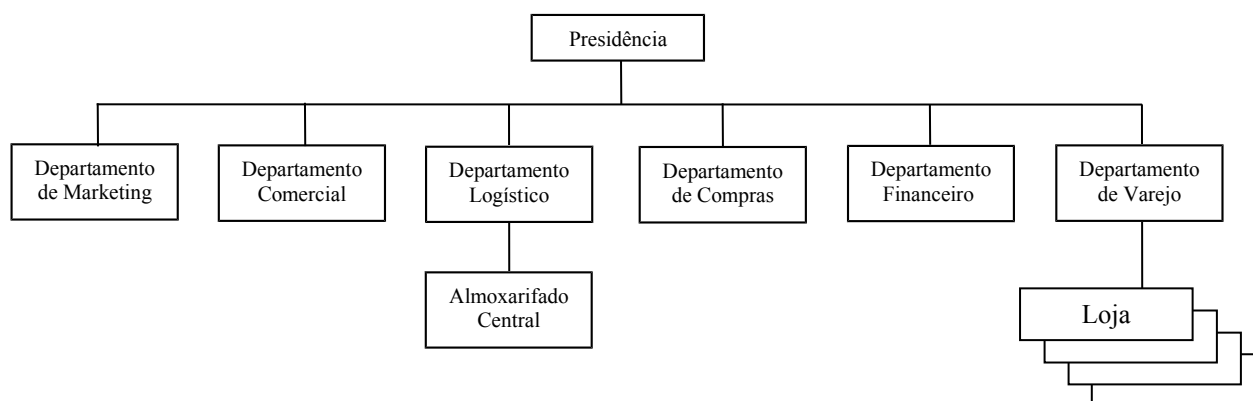 Presidência
Departamento
de Marketing
Departamento
Comercial
Departamento
Logístico
Departamento
de Compras
Departamento
Financeiro
Departamento
de Varejo
Almoxarifado
Central
Loja